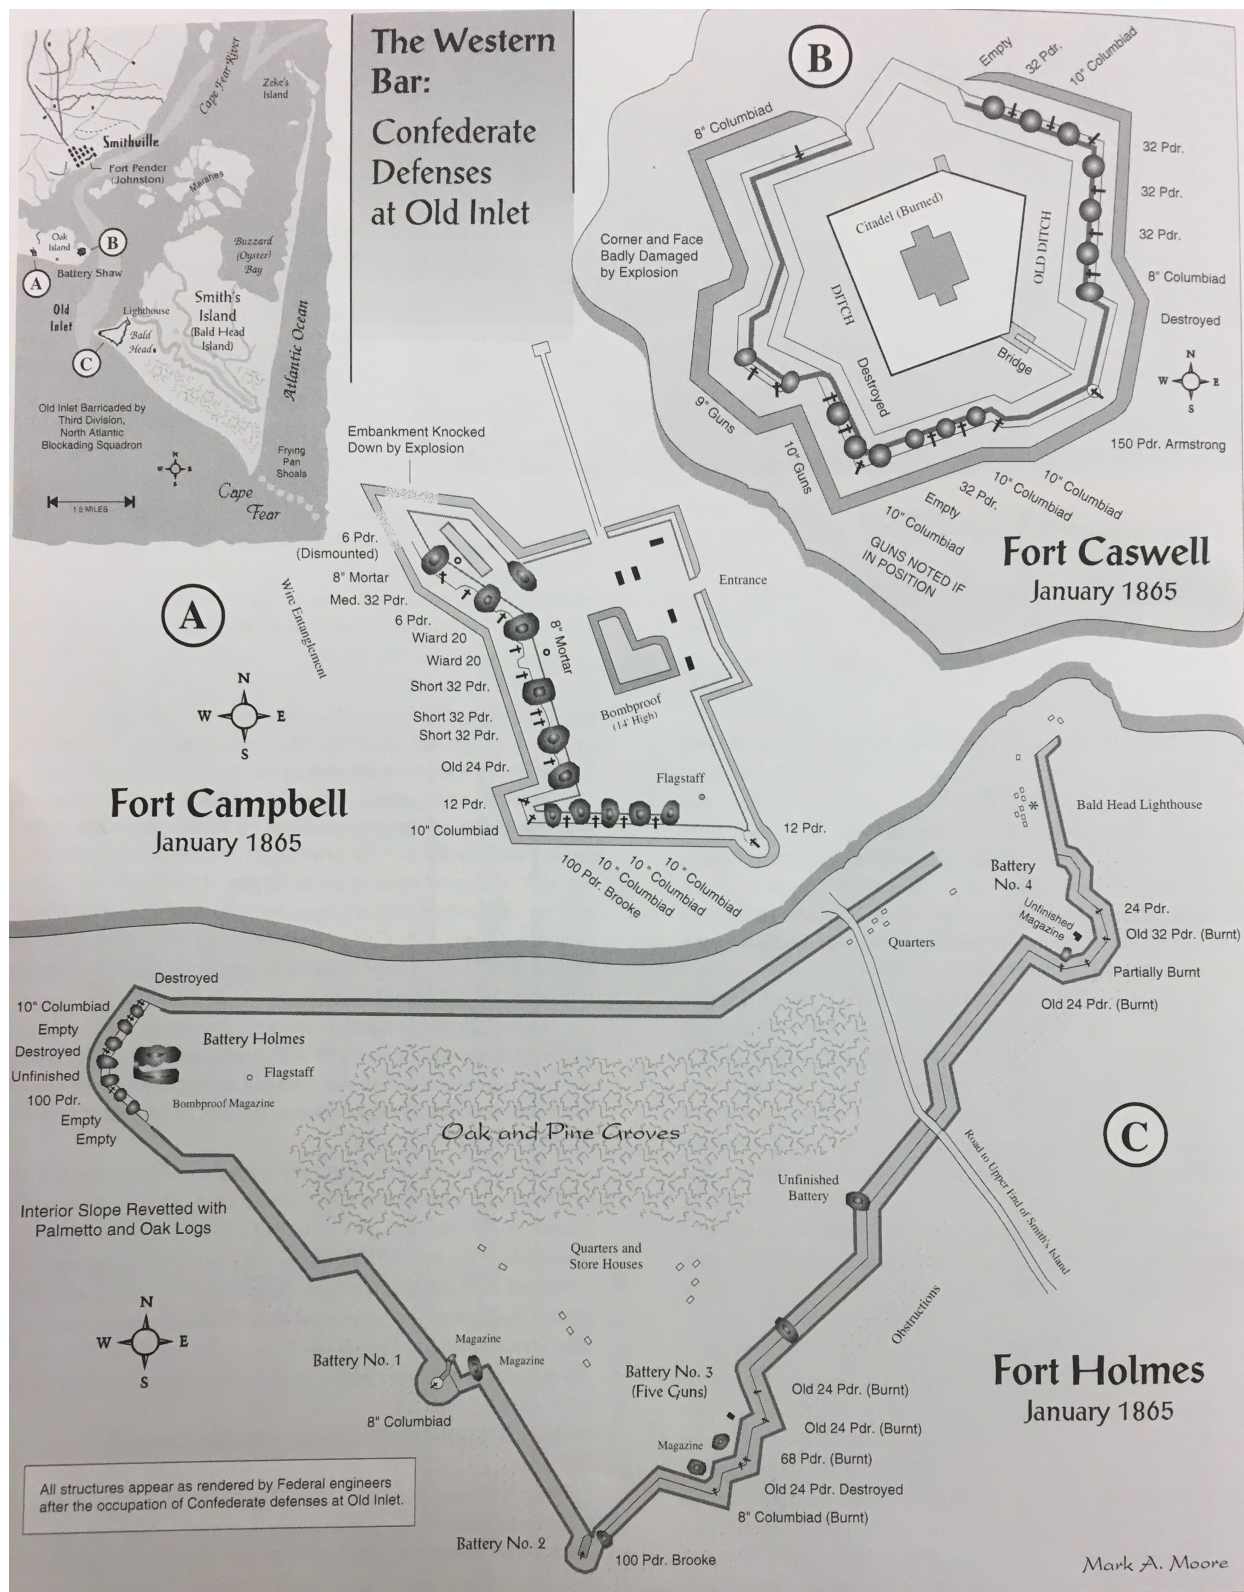 The Western
Bar:
Confederate
Defenses
at Old Inlet
Cape Fear River
Zeke's
Island
Smithville
Fort Pender
(Johnston)
Marshes
Oak
Island
B
Battery Shaw
A
Buzzard
(Oyster)
Bay
Old
Inlet
Lighthouse
Smith's
Island
(Bald Head
Island)
Bald
Head
C
Atlantic Ocean
Old Inlet Barricaded by
Third Division,
North Atlantic
Blockading Squadron
N
W E
S
Frying
Pan
Shoals
1.5 MILES
Cape
Fear
B
Empty
32 Pdr.
10" Columbiad
8" Columbiad
32 Pdr.
32 Pdr.
32 Pdr.
8" Columbiad
Destroyed
Citadel (Burned)
OLD DITCH
Corner and Face
Badly Damaged
by Explosion
DITCH
Bridge
Destroyed
N
W E
S
9" Guns
10" Guns
150 Pdr. Armstrong
10" Columbiad
10" Columbiad
32 Pdr.
Empty
10" Columbiad
GUNS NOTED IF
IN POSITION
Fort Caswell
January 1865
Embankment Knocked
Down by Explosion
6 Pdr.
(Dismounted)
8" Mortar
Med. 32 Pdr.
6 Pdr.
Wiard 20
Wiard 20
Short 32 Pdr.
Short 32 Pdr.
Short 32 Pdr.
Old 24 Pdr.
12 Pdr.
10" Columbiad
Wire Entanglement
8" Mortar
Entrance
Bombproof
(14' High)
Flagstaff
12 Pdr.
100 Pdr. Brooke
10" Columbiad
10" Columbiad
10" Columbiad
A
N
W E
S
Fort Campbell
January 1865
Bald Head Lighthouse
Battery
No. 4
Unfinished
Magazine
24 Pdr.
Old 32 Pdr. (Burnt)
Partially Burnt
Old 24 Pdr. (Burnt)
Quarters
Destroyed
10" Columbiad
Empty
Destroyed
Unfinished
100 Pdr.
Empty
Empty
Battery Holmes
Flagstaff
Bombproof Magazine
Oak and Pine Groves
C
Road to Upper End of Smith's Island
Unfinished
Battery
Interior Slope Revetted with
Palmetto and Oak Logs
Quarters and
Store Houses
Obstructions
N
W E
S
Magazine
Battery No. 1
Magazine
8" Columbiad
Battery No. 3
(Five Guns)
Magazine
Old 24 Pdr. (Burnt)
Old 24 Pdr. (Burnt)
68 Pdr. (Burnt)
Old 24 Pdr. Destroyed
8" Columbiad (Burnt)
Fort Holmes
January 1865
All structures appear as rendered by Federal engineers
after the occupation of Confederate defenses at Old Inlet.
Battery No. 2
100 Pdr. Brooke
Mark A. Moore